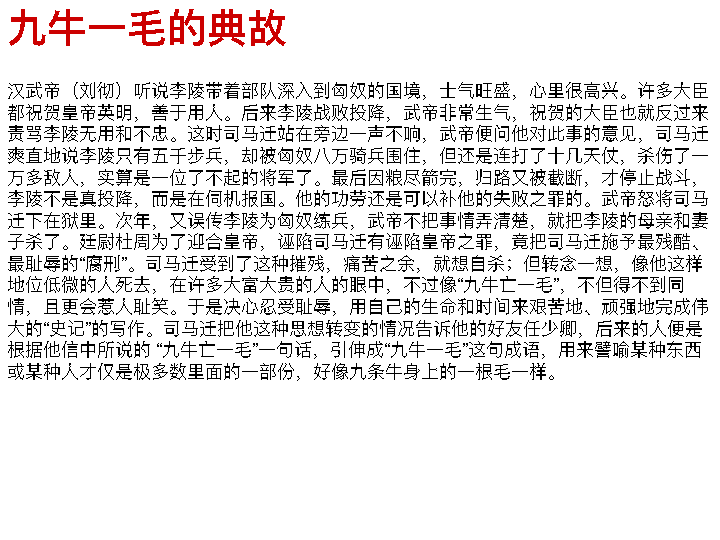 九牛一毛的典故
汉武帝（刘彻）听说李陵带着部队深入到匈奴的国境，士气旺盛，心里很高兴。许多大臣
都祝贺皇帝英明，善于用人。后来李陵战败投降，武帝非常生气，祝贺的大臣也就反过来
责骂李陵无用和不忠。这时司马迁站在旁边一声不响，武帝便问他对此事的意见，司马迁
爽直地说李陵只有五千步兵，却被匈奴八万骑兵围住，但还是连打了十几天仗，杀伤了一
万多敌人，实算是一位了不起的将军了。最后因粮尽箭完，归路又被截断，才停止战斗，
李陵不是真投降，而是在伺机报国。他的功劳还是可以补他的失败之罪的。武帝怒将司马
迁下在狱里。次年，又误传李陵为匈奴练兵，武帝不把事情弄清楚，就把李陵的母亲和妻
子杀了。廷尉杜周为了迎合皇帝，诬陷司马迁有诬陷皇帝之罪，竟把司马迁施予最残酷、
最耻辱的“腐刑”。司马迁受到了这种摧残，痛苦之余，就想自杀；但转念一想，像他这样
地位低微的人死去，在许多大富大贵的人的眼中，不过像“九牛亡一毛”，不但得不到同
情，且更会惹人耻笑。于是决心忍受耻辱，用自己的生命和时间来艰苦地、顽强地完成伟
大的“史记”的写作。司马迁把他这种思想转变的情况告诉他的好友任少卿，后来的人便是
根据他信中所说的 “九牛亡一毛”一句话，引伸成“九牛一毛”这句成语，用来譬喻某种东西
或某种人才仅是极多数里面的一部份，好像九条牛身上的一根毛一样。